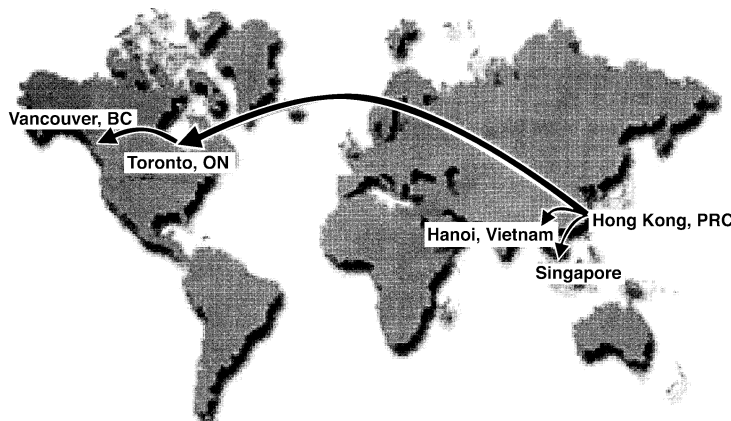 Vancouver, BC
Toronto, ON
Hong Kong, PRC
Hanoi, Vietnam
Singapore